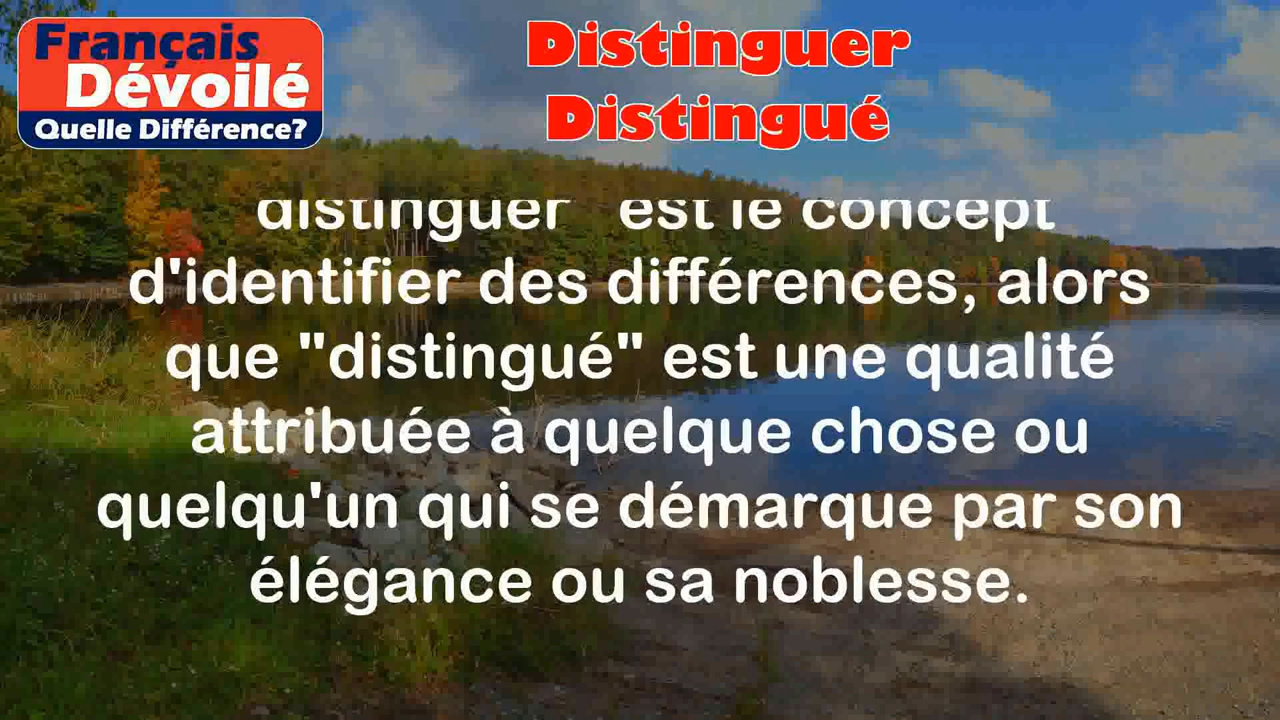 Français
Dévoilé
Quelle Différence?
Distinguer
Distingué
distinguer" est le concept
d'identifier des différences, alors
que "distingué" est une qualité
attribuée à quelque chose ou
quelqu'un qui se démarque par son
élégance ou sa noblesse.